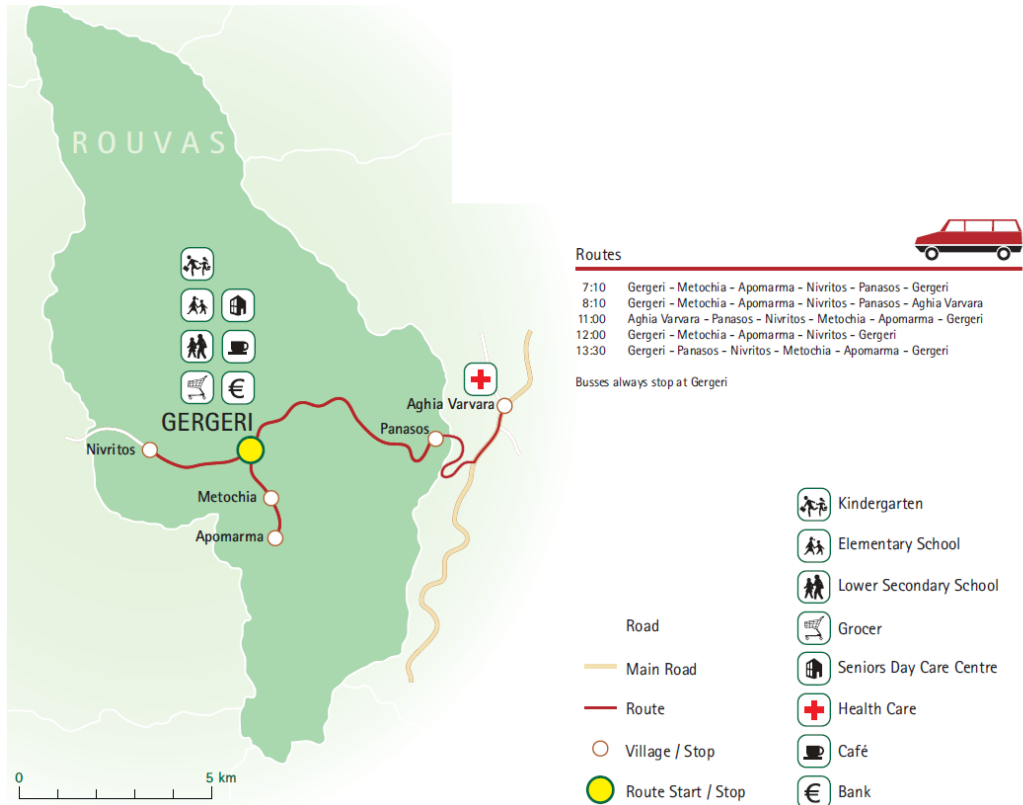 ROUVAS
GERGERI
Nivritos
Metochia
Apomarma
Panasos
Aghia Varvara
0 5 km
Routes
7:10 Gergeri - Metochia - Apomarma - Nivritos - Panasos - Gergeri
8:10 Gergeri - Metochia - Apomarma - Nivritos - Panasos - Aghia Varvara
11:00 Aghia Varvara - Panasos - Nivritos - Metochia - Apomarma - Gergeri
12:00 Gergeri - Metochia - Apomarma - Nivritos - Gergeri
13:30 Gergeri - Panasos - Nivritos - Metochia - Apomarma - Gergeri
Busses always stop at Gergeri
Road
Main Road
Route
Village / Stop
Route Start / Stop
Kindergarten
Elementary School
Lower Secondary School
Grocer
Seniors Day Care Centre
Health Care
Café
€ Bank